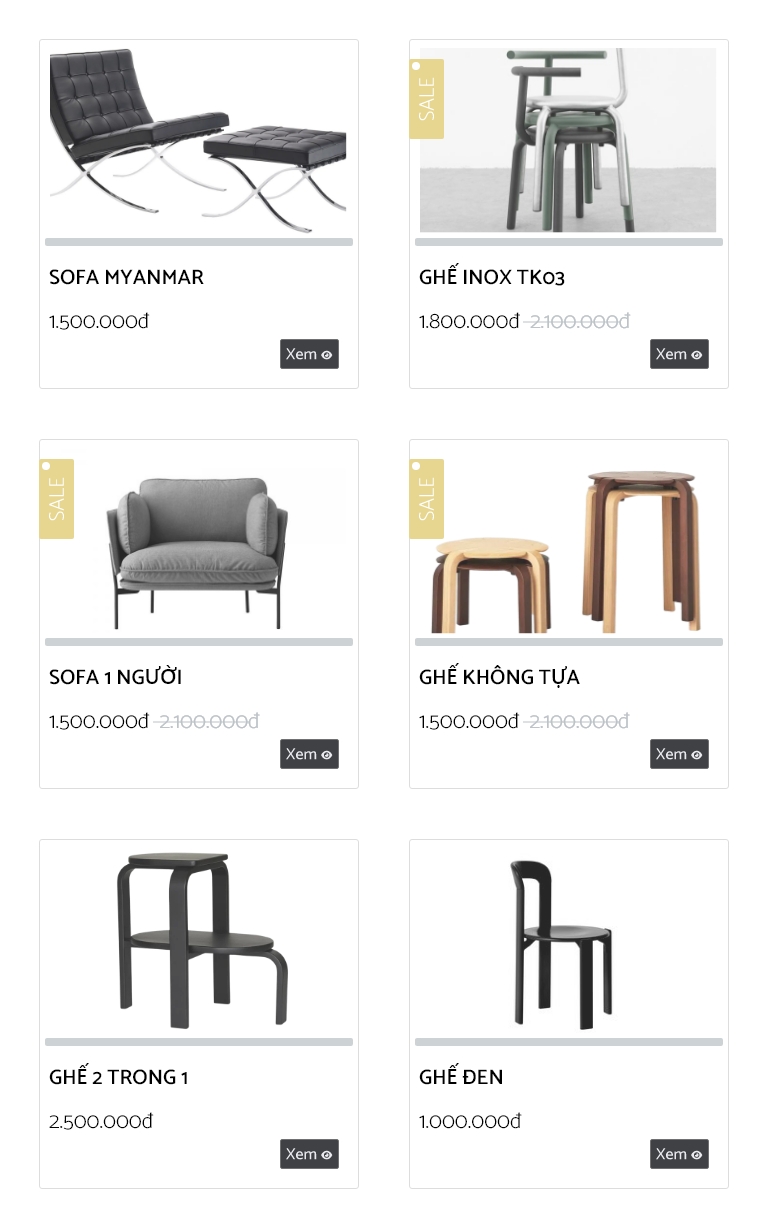 SOFA MYANMAR
1.500.000đ
Xem
SALE
GHẾ INOX TK03
1.800.000đ 2.100.000đ
Xem
SALE
SOFA 1 NGƯỜI
1.500.000đ 2.100.000đ
Xem
SALE
GHẾ KHÔNG TỰA
1.500.000đ 2.100.000đ
Xem
GHẾ 2 TRONG 1
2.500.000đ
Xem
GHẾ ĐEN
1.000.000đ
Xem